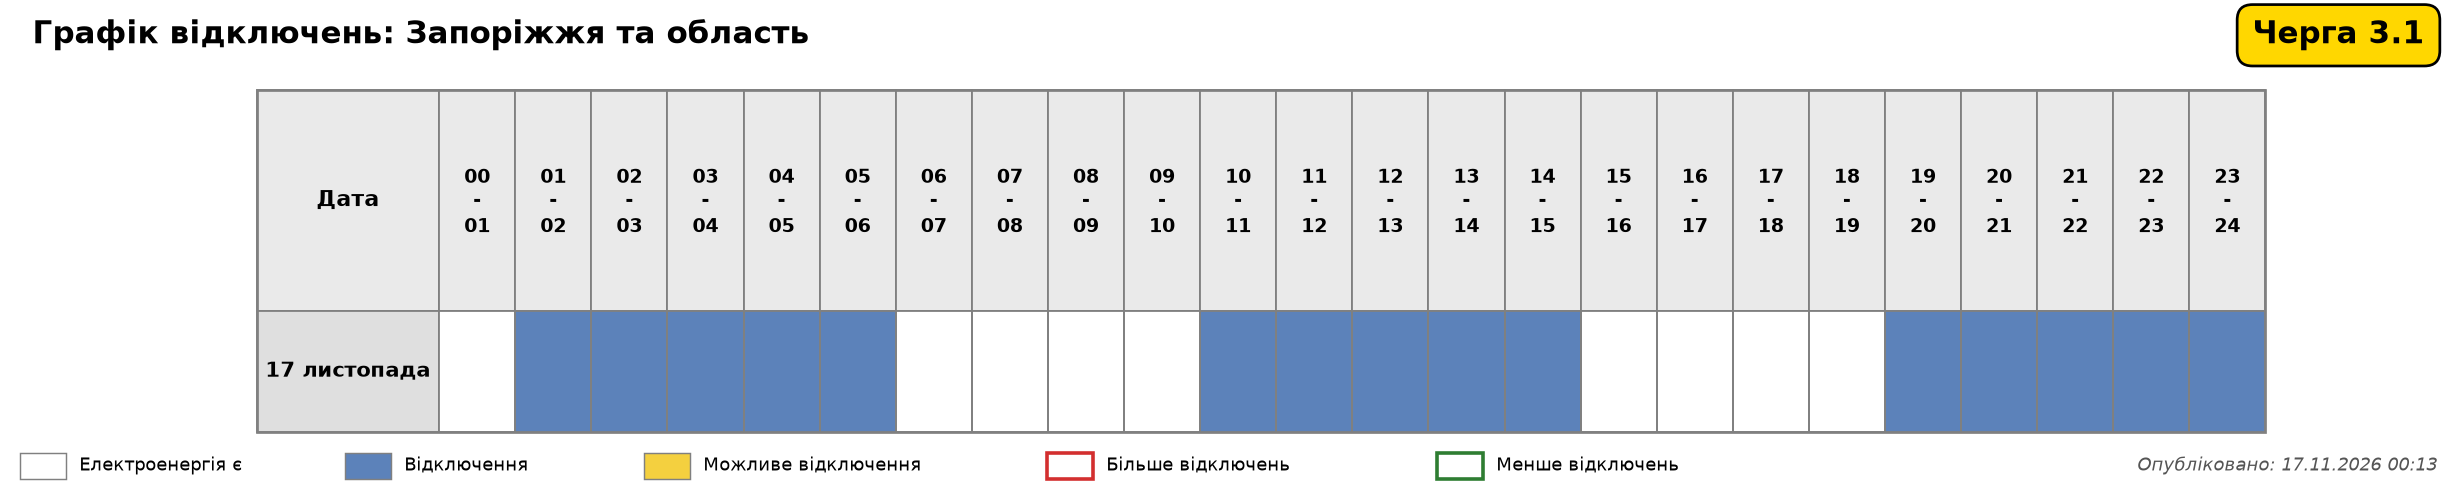 Графік відключень: Запоріжжя та область
Черга 3.1
Дата
00 - 01
01 - 02
02 - 03
03 - 04
04 - 05
05 - 06
06 - 07
07 - 08
08 - 09
09 - 10
10 - 11
11 - 12
12 - 13
13 - 14
14 - 15
15 - 16
16 - 17
17 - 18
18 - 19
19 - 20
20 - 21
21 - 22
22 - 23
23 - 24
17 листопада
Електроенергія є
Відключення
Можливе відключення
Більше відключень
Менше відключень
Опубліковано: 17.11.2026 00:13